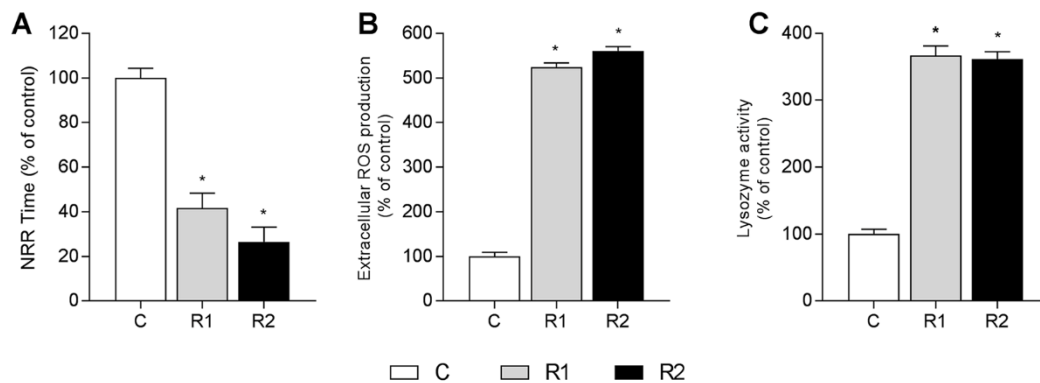 A
NRR Time (% of control)
120
100
80
60
40
20
0
*
*
C R1 R2
B
Extracellular ROS production
(% of control)
600
500
400
300
200
100
0
*
*
C R1 R2
C
Lysozyme activity
(% of control)
400
300
200
100
0
*
*
C R1 R2
C R1 R2